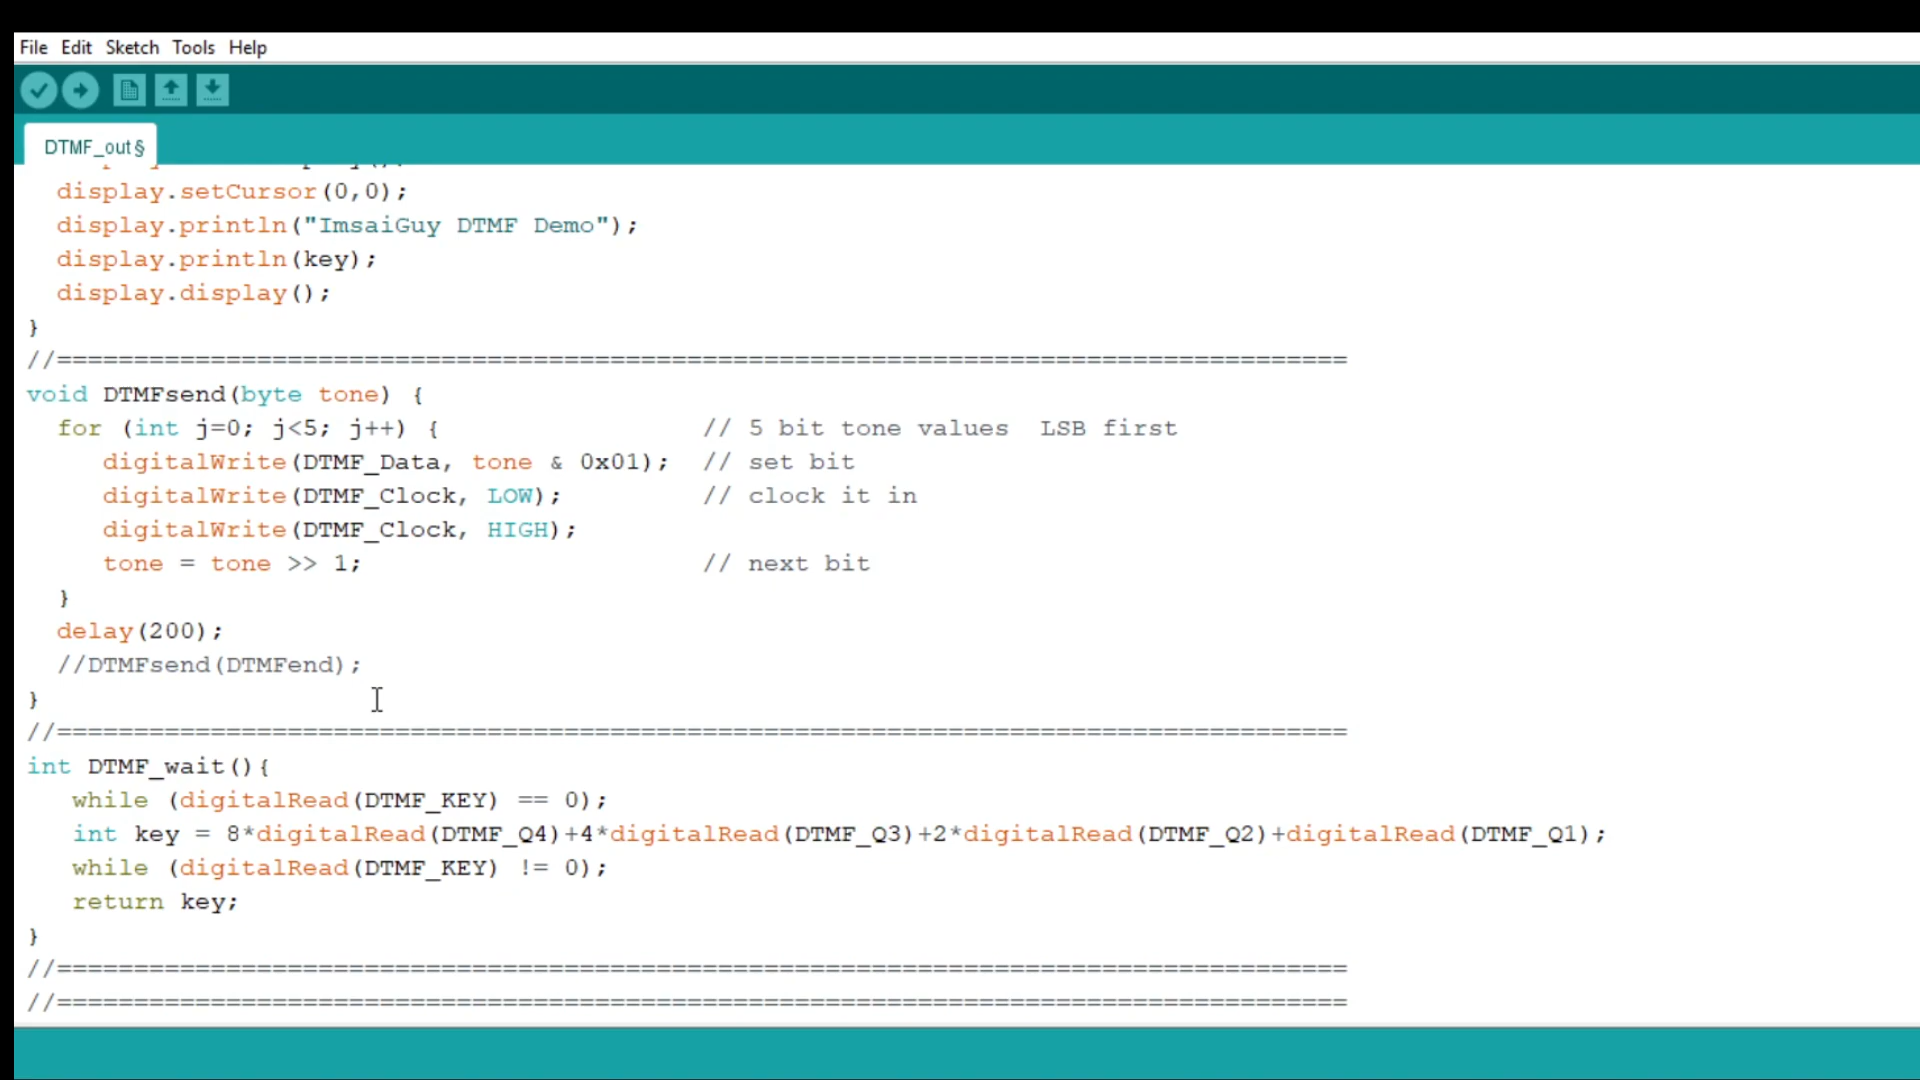 File Edit Sketch Tools Help
DTMF_out§
display.setCursor(0,0);
display.println("ImsaiGuy DTMF Demo");
display.println(key);
display.display();
}
//====================================================================================
void DTMFsend(byte tone) {
for (int j=0; j<5; j++) { // 5 bit tone values LSB first
digitalWrite(DTMF_Data, tone & 0x01); // set bit
digitalWrite(DTMF_Clock, LOW); // clock it in
digitalWrite(DTMF_Clock, HIGH);
tone = tone >> 1; // next bit
}
delay(200);
//DTMFsend(DTMFend);
}
//====================================================================================
int DTMF_wait(){
while (digitalRead(DTMF_KEY) == 0);
int key = 8*digitalRead(DTMF_Q4)+4*digitalRead(DTMF_Q3)+2*digitalRead(DTMF_Q2)+digitalRead(DTMF_Q1);
while (digitalRead(DTMF_KEY) != 0);
return key;
}
//====================================================================================
//====================================================================================